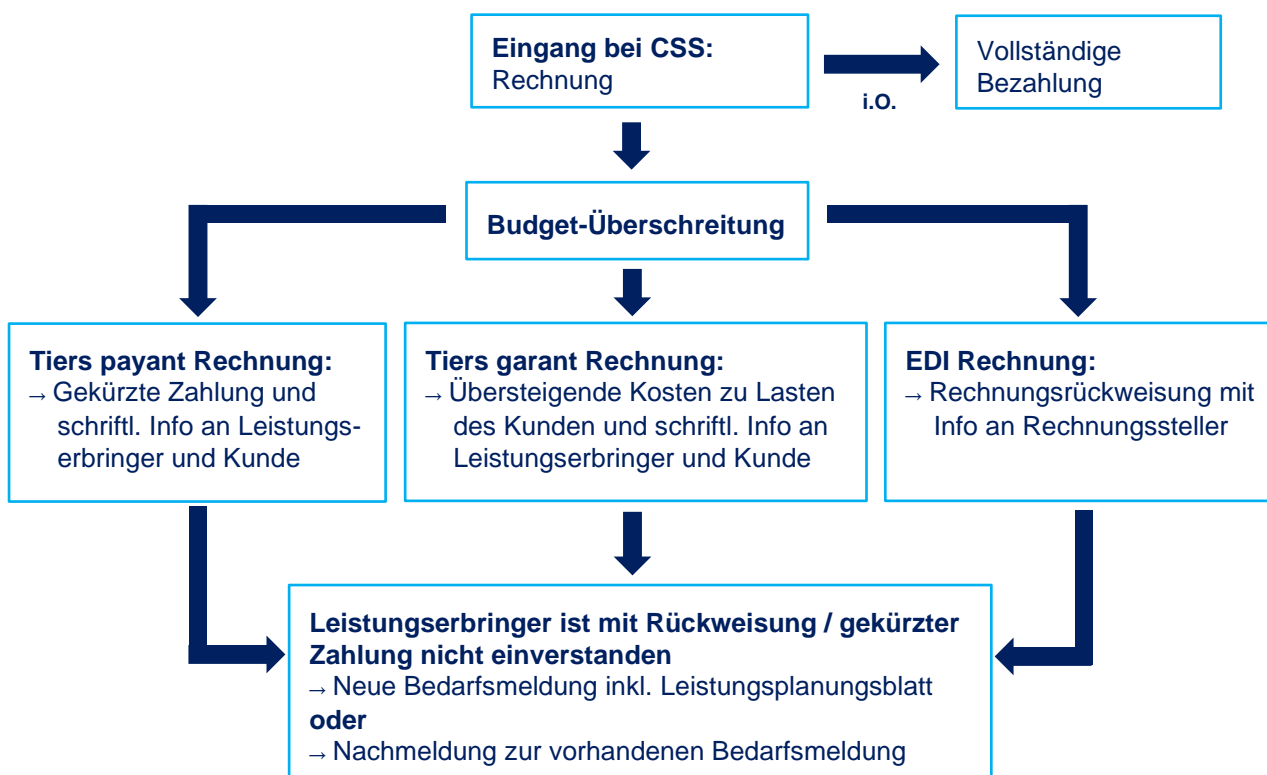 Eingang bei CSS:
Rechnung
i.O.
Vollständige
Bezahlung
Budget-Überschreitung
Tiers payant Rechnung:
→ Gekürzte Zahlung und
schriftl. Info an Leistungs-
erbringer und Kunde
Tiers garant Rechnung:
→ Übersteigende Kosten zu Lasten
des Kunden und schriftl. Info an
Leistungserbringer und Kunde
EDI Rechnung:
→ Rechnungsrückweisung mit
Info an Rechnungssteller
Leistungserbringer ist mit Rückweisung / gekürzter
Zahlung nicht einverstanden
→ Neue Bedarfsmeldung inkl. Leistungsplanungsblatt
oder
→ Nachmeldung zur vorhandenen Bedarfsmeldung